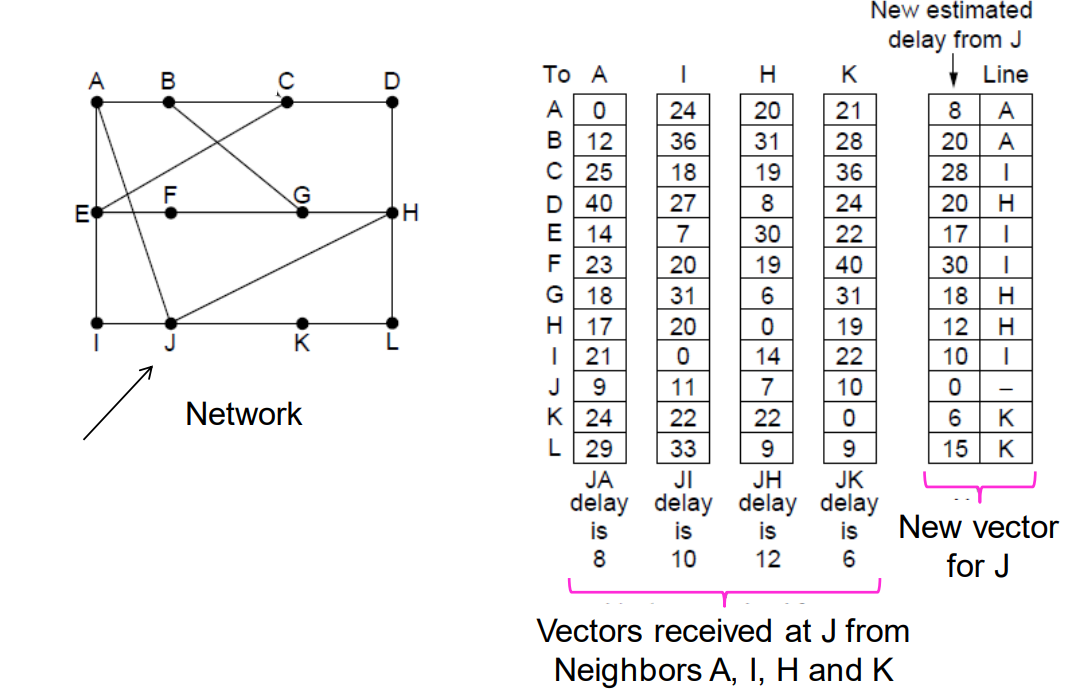 New estimated
delay from J
To A I H K Line
A 0 24 20 21 8 A
B 12 36 31 28 20 A
C 25 18 19 36 28 I
D 40 27 8 24 20 H
E 14 7 30 22 17 I
F 23 20 19 40 30 I
G 18 31 6 31 18 H
H 17 20 0 19 12 H
I 21 0 14 22 10 I
J 9 11 7 10 0 –
K 24 22 22 0 6 K
L 29 33 9 9 15 K
JA JI JH JK
delay delay delay delay
is is is is
8 10 12 6
New vector
for J
Vectors received at J from
Neighbors A, I, H and K
A B C D
E F G H
I J K L
Network